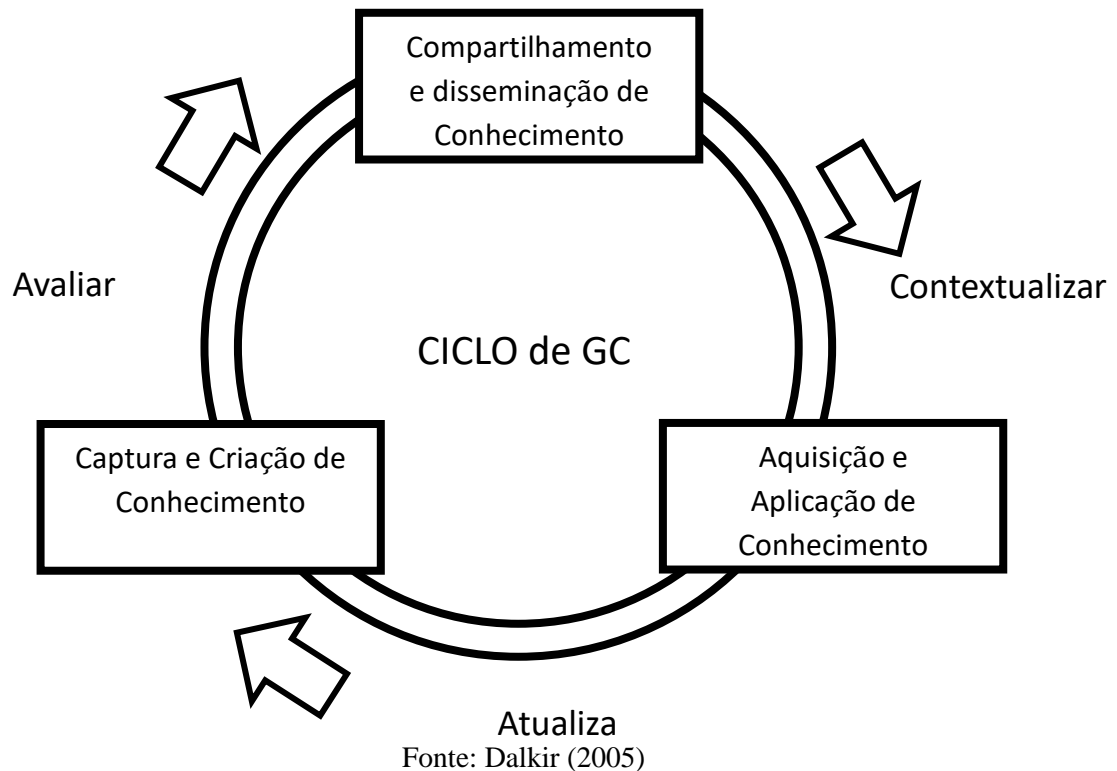 Compartilhamento
e disseminação de
Conhecimento
Avaliar
Contextualizar
CICLO de GC
Captura e Criação de
Conhecimento
Aquisição e
Aplicação de
Conhecimento
Atualiza
Fonte: Dalkir (2005)